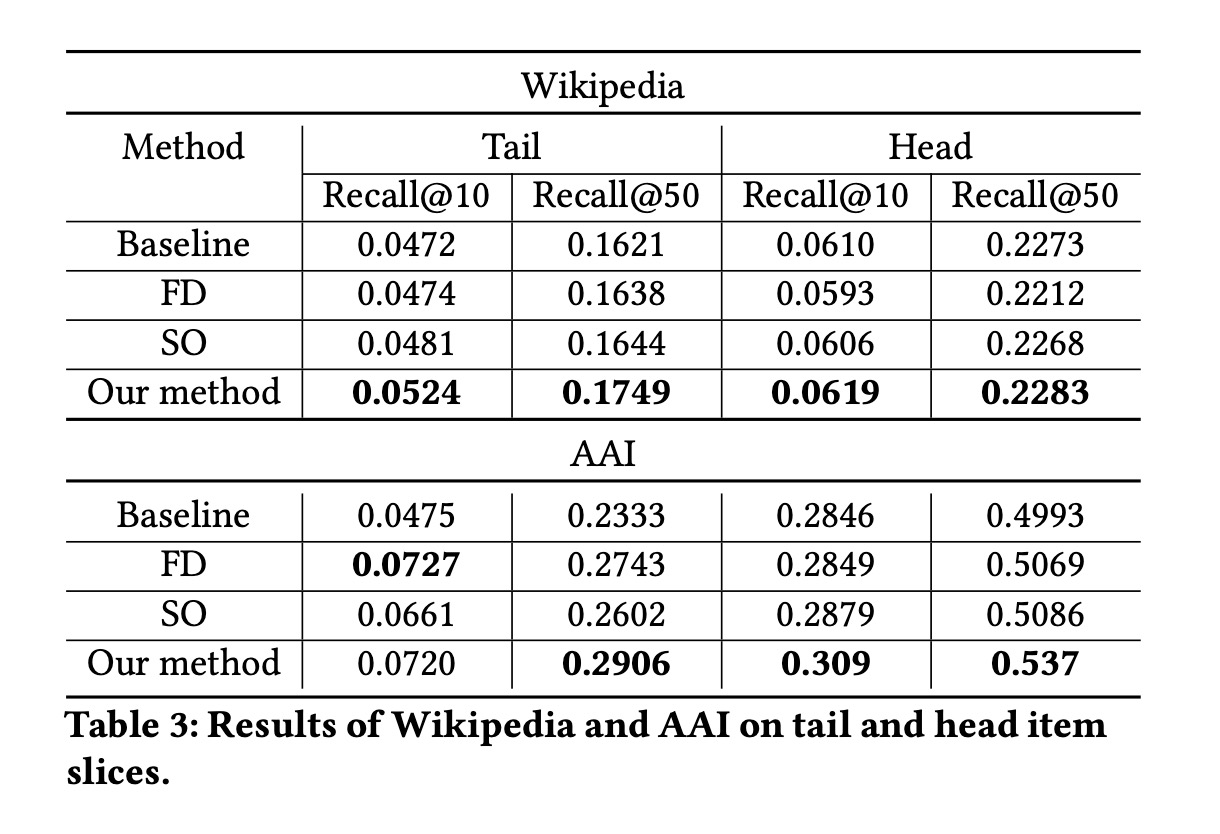 Wikipedia
Method Tail Head
Recall@10 Recall@50 Recall@10 Recall@50
Baseline 0.0472 0.1621 0.0610 0.2273
FD 0.0474 0.1638 0.0593 0.2212
SO 0.0481 0.1644 0.0606 0.2268
Our method 0.0524 0.1749 0.0619 0.2283
AAI
Baseline 0.0475 0.2333 0.2846 0.4993
FD 0.0727 0.2743 0.2849 0.5069
SO 0.0661 0.2602 0.2879 0.5086
Our method 0.0720 0.2906 0.309 0.537
Table 3: Results of Wikipedia and AAI on tail and head item
slices.